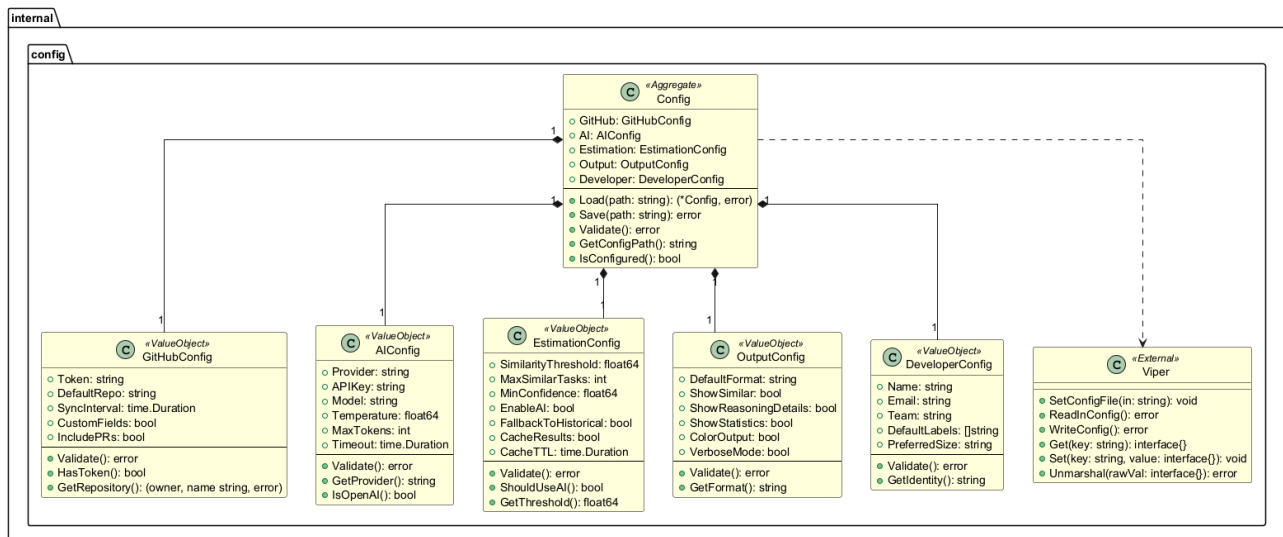 internal
config
C
«Aggregate»
Config
GitHub: GitHubConfig
AI: AIConfig
Estimation: EstimationConfig
Output: OutputConfig
Developer: DeveloperConfig
Load(path: string): (*Config, error)
Save(path: string): error
Validate(): error
GetConfigPath(): string
IsConfigured(): bool
1
1
1
1
1
1
1
1
1
1
C
«ValueObject»
GitHubConfig
Token: string
DefaultRepo: string
SyncInterval: time.Duration
CustomFields: bool
IncludePRs: bool
Validate(): error
HasToken(): bool
GetRepository(): (owner, name string, error)
C
«ValueObject»
AIConfig
Provider: string
APIKey: string
Model: string
Temperature: float64
MaxTokens: int
Timeout: time.Duration
Validate(): error
GetProvider(): string
IsOpenAI(): bool
C
«ValueObject»
EstimationConfig
SimilarityThreshold: float64
MaxSimilarTasks: int
MinConfidence: float64
EnableAI: bool
FallbackToHistorical: bool
CacheResults: bool
CacheTTL: time.Duration
Validate(): error
ShouldUseAI(): bool
GetThreshold(): float64
C
«ValueObject»
OutputConfig
DefaultFormat: string
ShowSimilar: bool
ShowReasoningDetails: bool
ShowStatistics: bool
ColorOutput: bool
VerboseMode: bool
Validate(): error
GetFormat(): string
C
«ValueObject»
DeveloperConfig
Name: string
Email: string
Team: string
DefaultLabels: []string
PreferredSize: string
Validate(): error
GetIdentity(): string
C
«External»
Viper
SetConfigFile(in: string): void
ReadInConfig(): error
WriteConfig(): error
Get(key: string): interface{}
Set(key: string, value: interface{}): void
Unmarshal(rawVal: interface{}): error